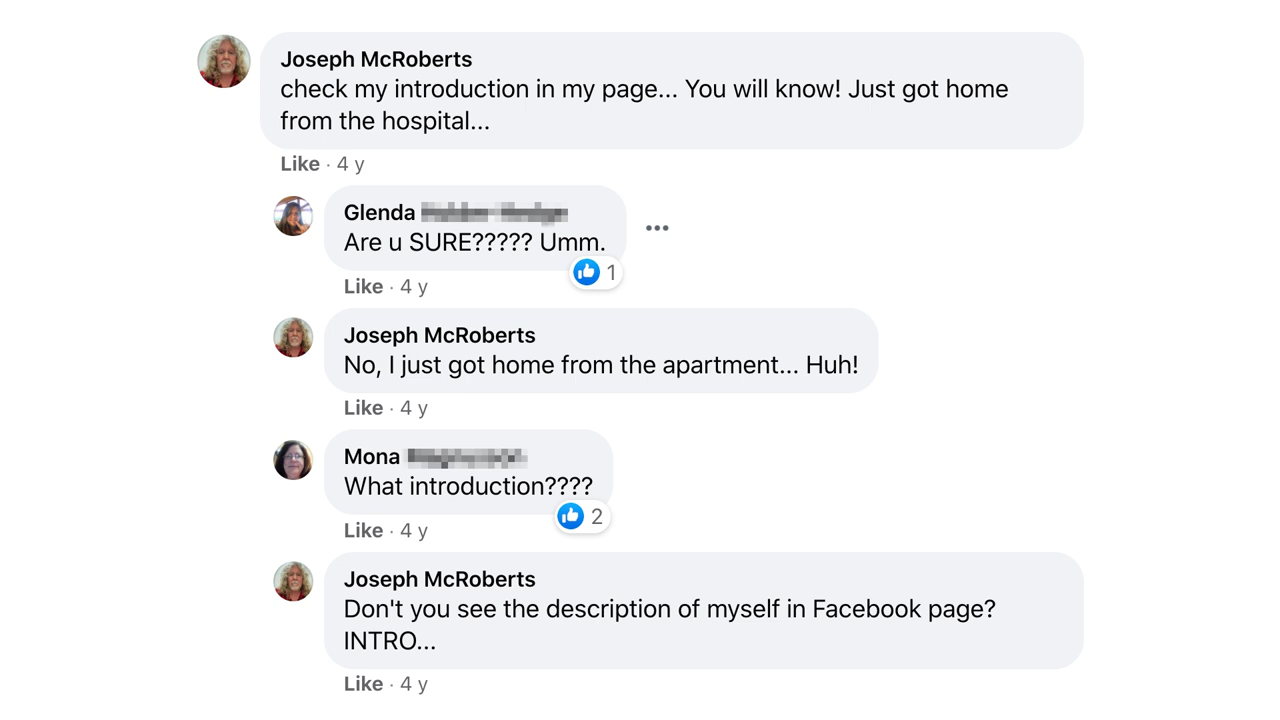 Joseph McRoberts
check my introduction in my page... You will know! Just got home
from the hospital...
Like · 4 y
Glenda
Are u SURE????? Umm.
1
Like · 4 y
Joseph McRoberts
No, I just got home from the apartment... Huh!
Like · 4 y
Mona
What introduction????
2
Like · 4 y
Joseph McRoberts
Don't you see the description of myself in Facebook page?
INTRO...
Like · 4 y